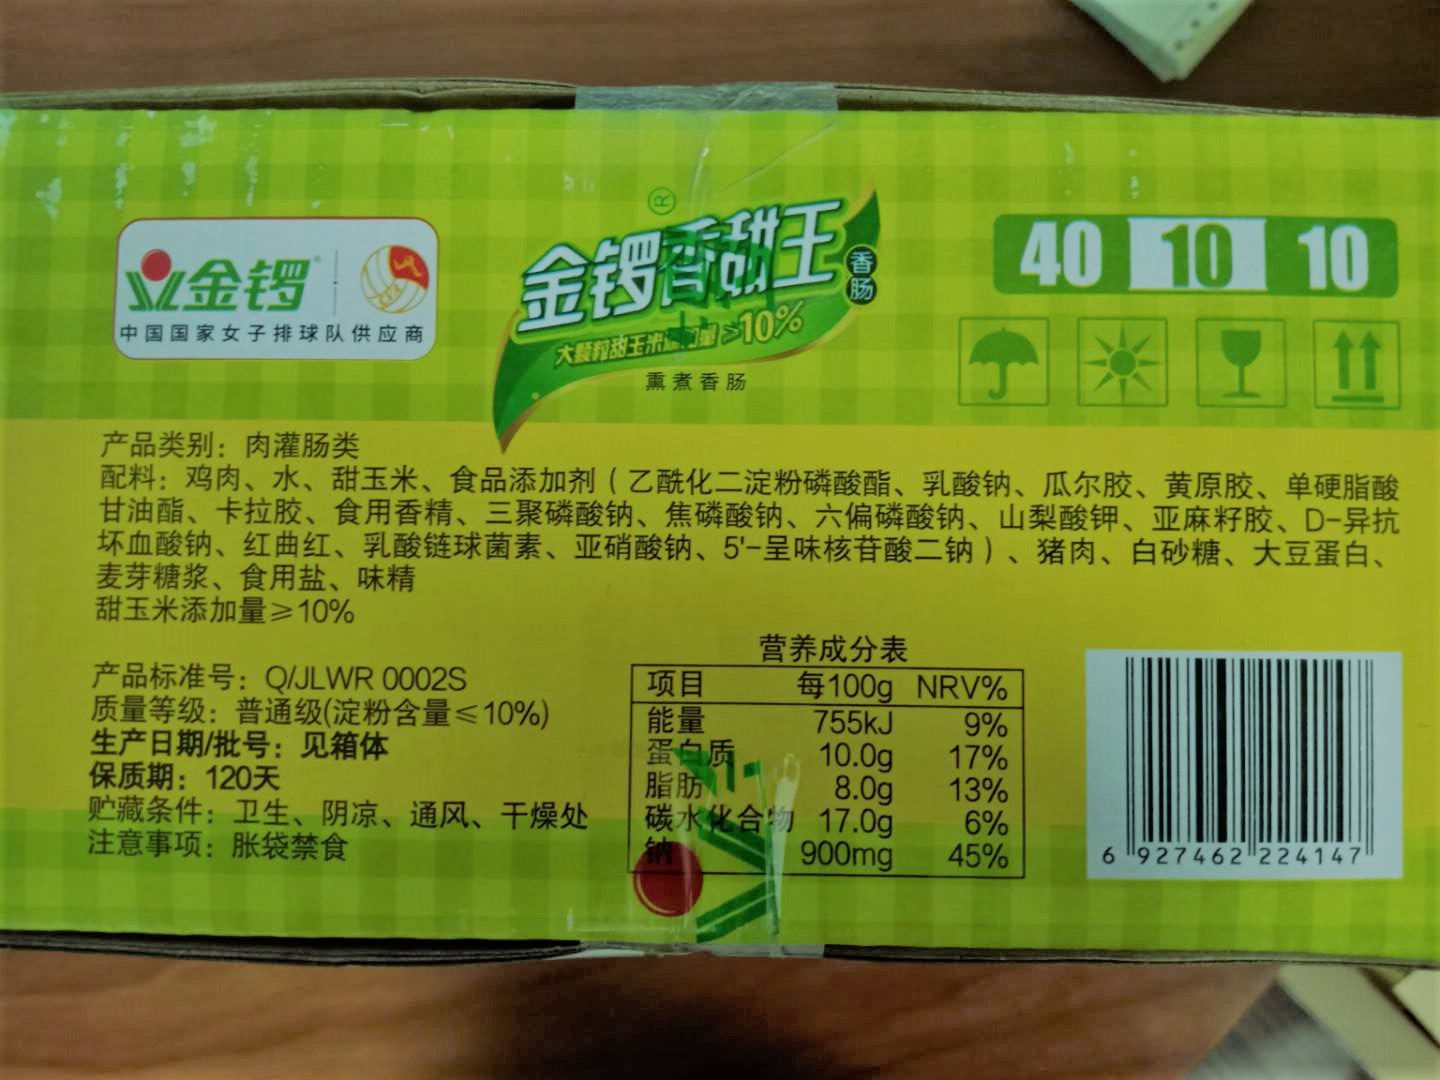 金锣
中国国家女子排球队供应商
®
金锣香甜王
香肠
大颗粒甜玉米添加量≥10%
熏煮香肠
40 10 10
产品类别：肉灌肠类
配料：鸡肉、水、甜玉米、食品添加剂（乙酰化二淀粉磷酸酯、乳酸钠、瓜尔胶、黄原胶、单硬脂酸
甘油酯、卡拉胶、食用香精、三聚磷酸钠、焦磷酸钠、六偏磷酸钠、山梨酸钾、亚麻籽胶、D-异抗
坏血酸钠、红曲红、乳酸链球菌素、亚硝酸钠、5'-呈味核苷酸二钠）、猪肉、白砂糖、大豆蛋白、
麦芽糖浆、食用盐、味精
甜玉米添加量≥10%
产品标准号：Q/JLWR 0002S
质量等级：普通级(淀粉含量≤10%)
生产日期/批号：见箱体
保质期：120天
贮藏条件：卫生、阴凉、通风、干燥处
注意事项：胀袋禁食
营养成分表
项目 每100g NRV%
能量 755kJ 9%
蛋白质 10.0g 17%
脂肪 8.0g 13%
碳水化合物 17.0g 6%
钠 900mg 45%
6 927462 224147